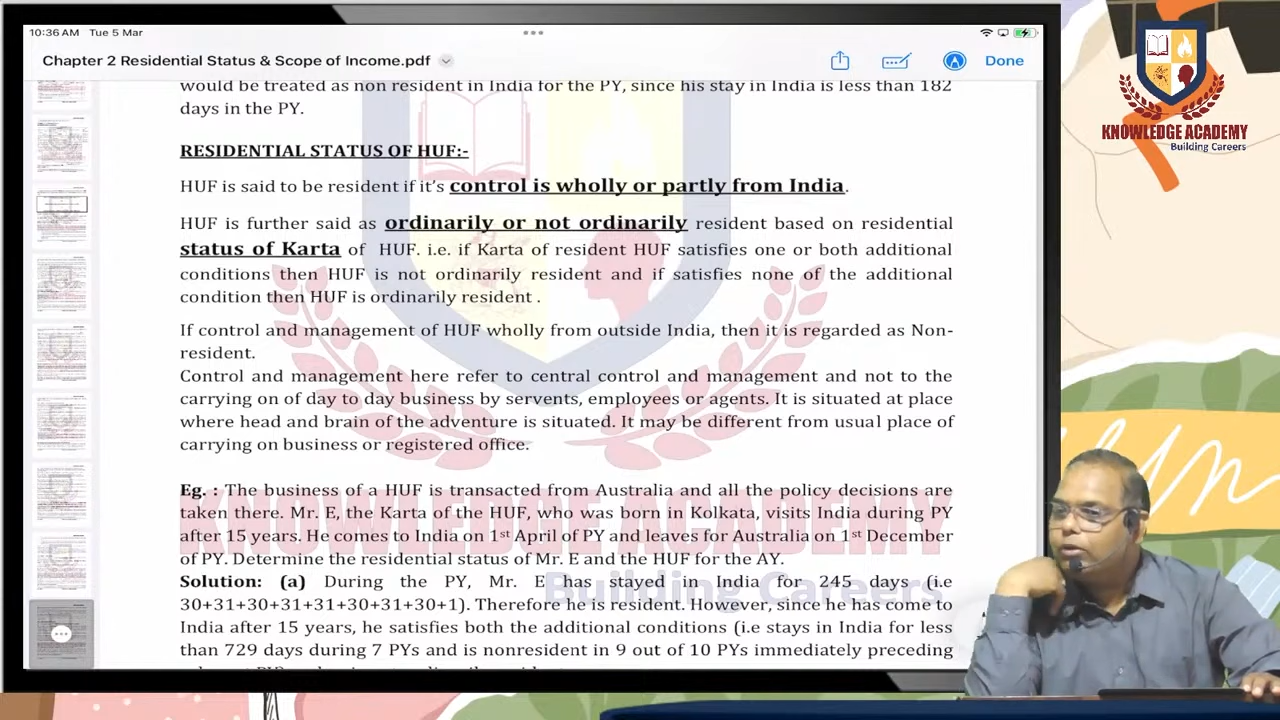 10:36 AM Tue 5 Mar
Chapter 2 Residential Status & Scope of Income.pdf
Done
KNOWLEDGE ACADEMY
Building Careers
would be treated as nonresident in India for the PY, since his stay in India is less than 182
days in the PY.
RESIDENTIAL STATUS OF HUF:-
HUF is said to be resident if it's control is wholly or partly from India.
HUF is further or not ordinarily resident based on residential
status of Karta of HUF i.e. if Karta of resident HUF satisfies or both additional
then HUF is not ordinarily resident and if satisfies of the additional
then HUF is ordinarily resident .
If control and management of HUF is wholly from outside India, then it is regarded as Non
resident.
Control and management here refers to central control and management and not to the
carrying on of day to day business by servents, employees or agents. It is situated at place
where head and brain is situated. As such it may be different from usual place of
carrying on business or registered office.
Eg. The business of a HUF is transacted from Australia and all the policy decisions are
taken there. Mr. E, the Karta of the HUF, who was born in Kolkata, visits India during the
after 15 years. He comes to India on 1st April of PY and leaves for Australia on 1st December
of PY. Determine the residential status of Mr. E and the HUF.
Solution: (a) During the PY, Mr. E has stayed in India for 245 days (i.e
30+31+30+31+31+30+31+30+1). Therefore he is resident. However, since he has come to
India after 15 years, he satisfies both the additional conditions (stays in India for less
than 729 days during 7 PYs and non resident in 9 out of 10 PYs immediately preceding